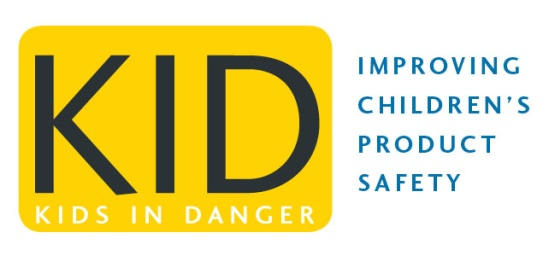 KID
KIDS IN DANGER
IMPROVING
CHILDREN'S
PRODUCT
SAFETY